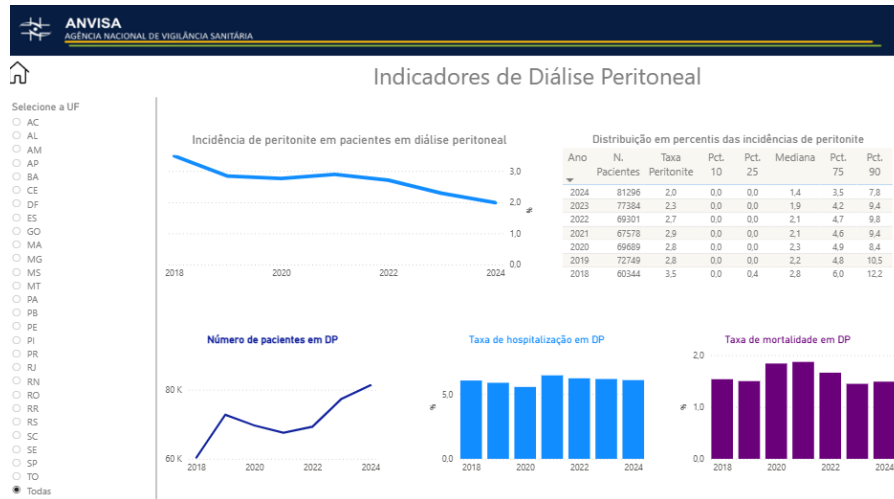 ANVISA
AGÊNCIA NACIONAL DE VIGILÂNCIA SANITÁRIA
Indicadores de Diálise Peritoneal
Selecione a UF
AC
AL
AM
AP
BA
CE
DF
ES
GO
MA
MG
MS
MT
PA
PB
PE
PI
PR
RJ
RN
RO
RR
RS
SC
SE
SP
TO
Todas
Incidência de peritonite em pacientes em diálise peritoneal
3,0
2,0
%
1,0
0,0
2018 2020 2022 2024
Distribuição em percentis das incidências de peritonite
Ano N. Pacientes Taxa Peritonite Pct. 10 Pct. 25 Mediana Pct. 75 Pct. 90
2024 81296 2,0 0,0 0,0 1,4 3,5 7,8
2023 77384 2,3 0,0 0,0 1,9 4,2 9,4
2022 69301 2,7 0,0 0,0 2,1 4,7 9,8
2021 67578 2,9 0,0 0,0 2,1 4,6 9,4
2020 69689 2,8 0,0 0,0 2,3 4,9 8,4
2019 72749 2,8 0,0 0,0 2,2 4,8 10,5
2018 60344 3,5 0,0 0,4 2,8 6,0 12,2
Número de pacientes em DP
80 K
60 K
2018 2020 2022 2024
Taxa de hospitalização em DP
5,0
%
0,0
2018 2020 2022 2024
Taxa de mortalidade em DP
2,0
% 1,0
0,0
2018 2020 2022 2024